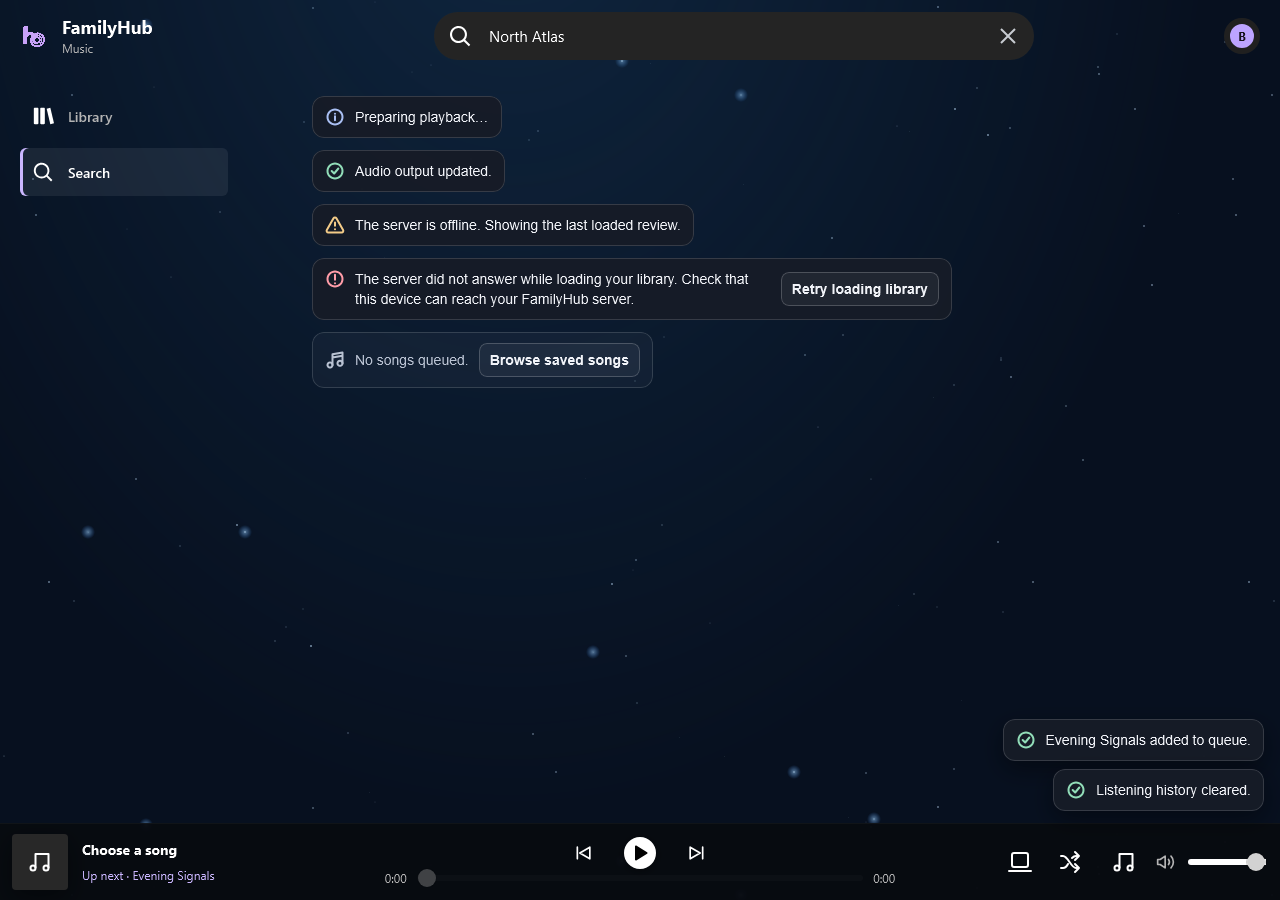 FamilyHub
Music
North Atlas
B
Library
Search
Preparing playback…
Audio output updated.
The server is offline. Showing the last loaded review.
The server did not answer while loading your library. Check that
this device can reach your FamilyHub server.
Retry loading library
No songs queued.
Browse saved songs
Evening Signals added to queue.
Listening history cleared.
Choose a song
Up next · Evening Signals
0:00
0:00